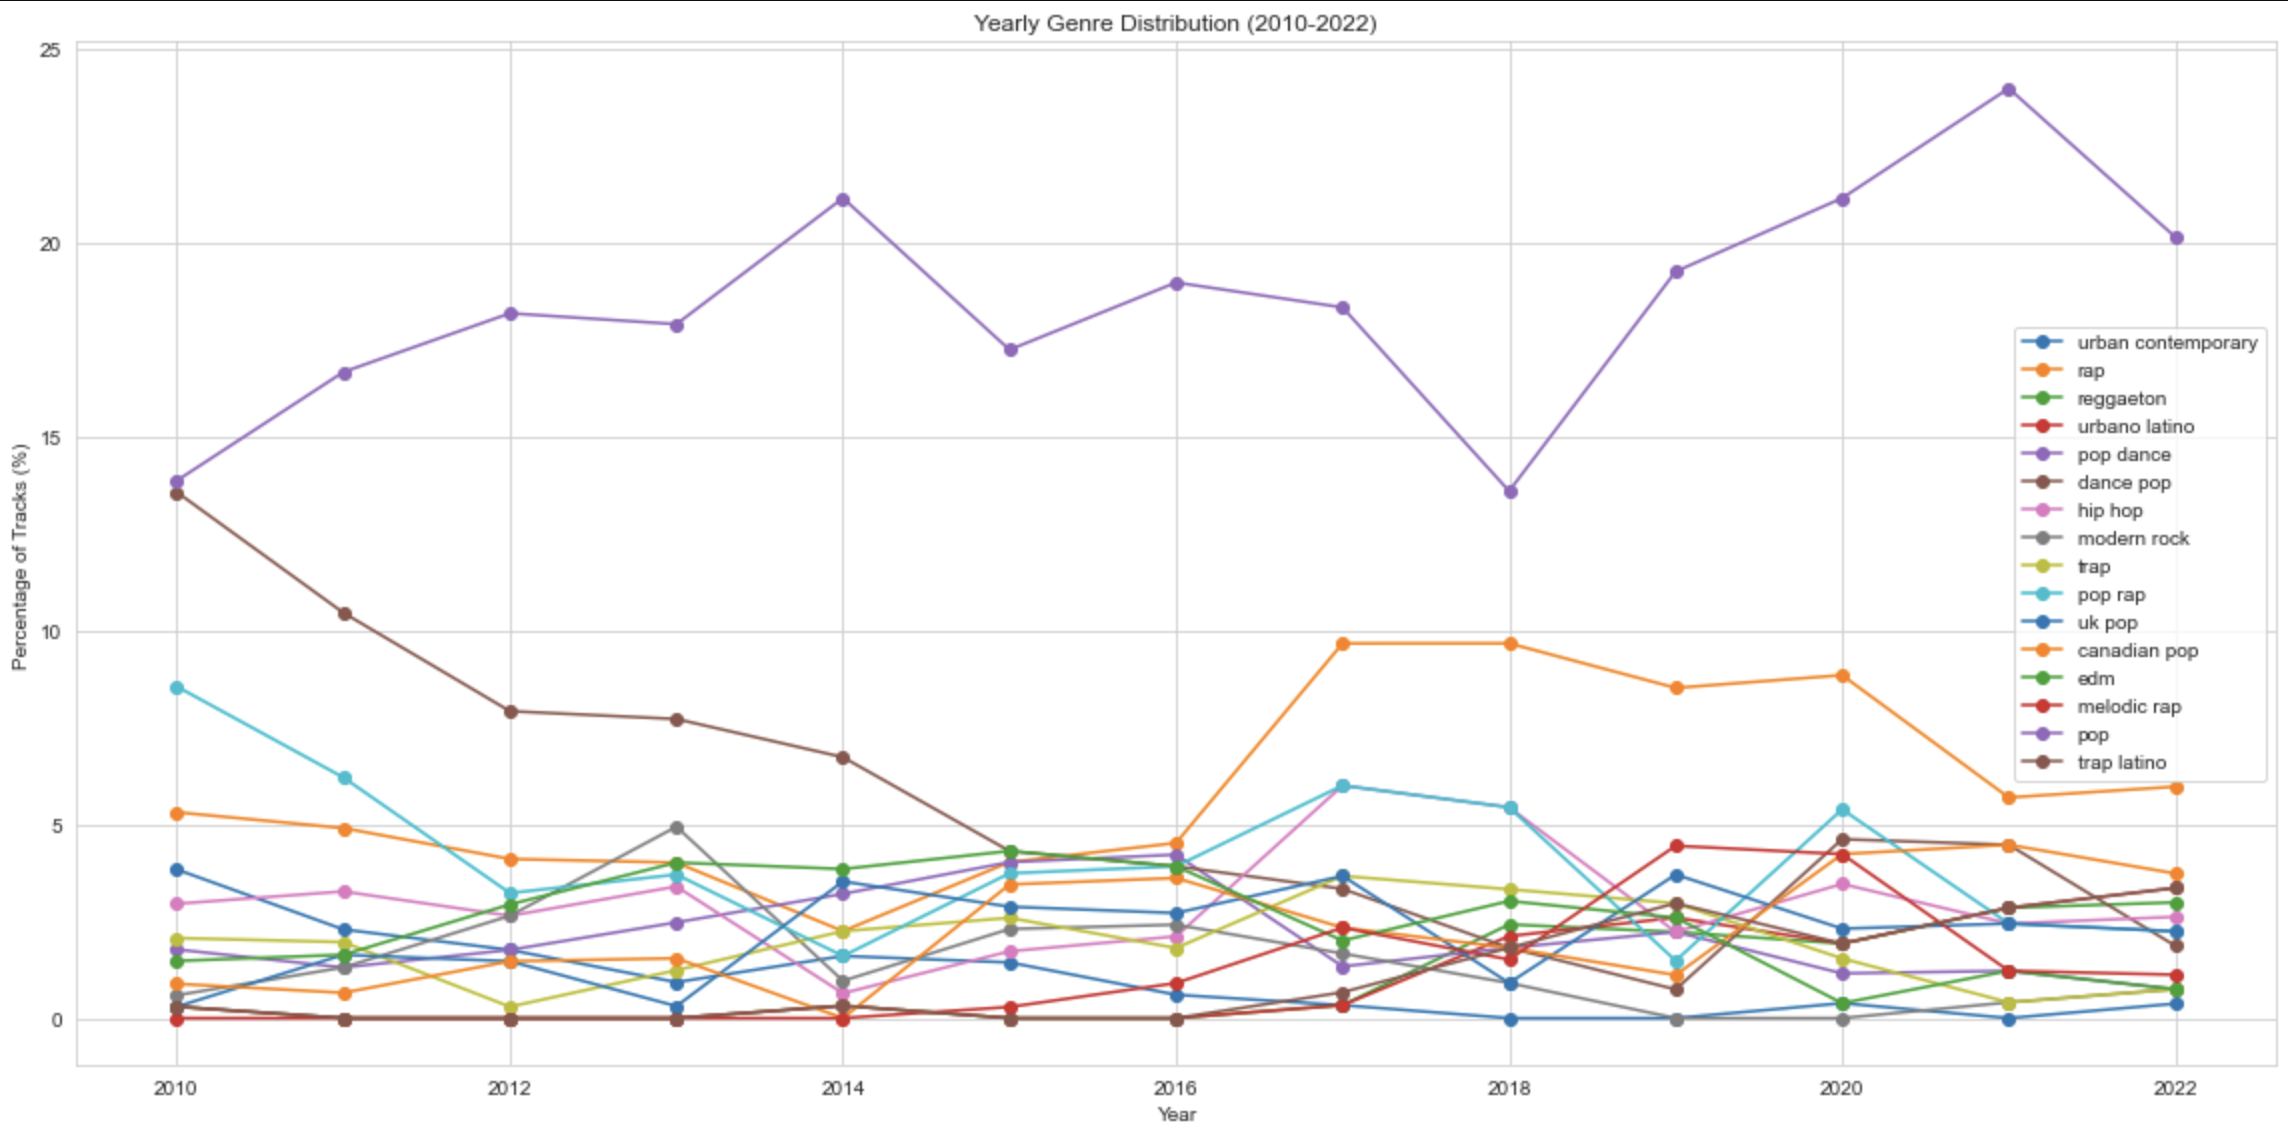 Yearly Genre Distribution (2010-2022)
25
20
15
10
5
0
Percentage of Tracks (%)
urban contemporary
rap
reggaeton
urbano latino
pop dance
dance pop
hip hop
modern rock
trap
pop rap
uk pop
canadian pop
edm
melodic rap
pop
trap latino
2010 2012 2014 2016 2018 2020 2022
Year